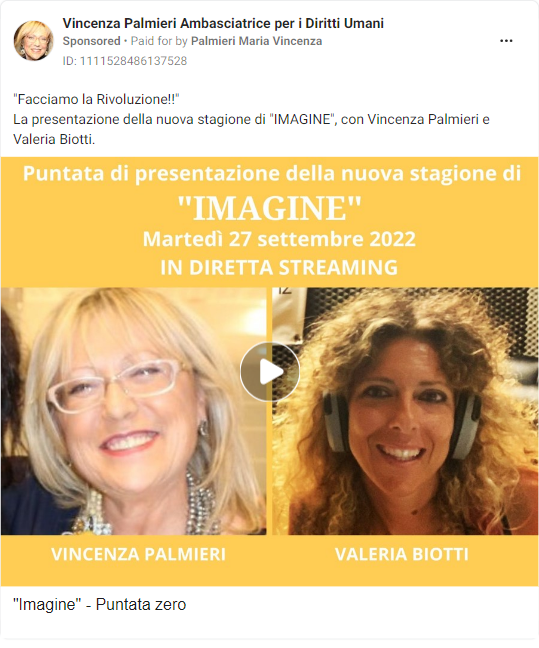 Vincenza Palmieri Ambasciatrice per i Diritti Umani
Sponsored • Paid for by Palmieri Maria Vincenza
ID: 1111528486137528
"Facciamo la Rivoluzione!!"
La presentazione della nuova stagione di "IMAGINE", con Vincenza Palmieri e
Valeria Biotti.
Puntata di presentazione della nuova stagione di
"IMAGINE"
Martedì 27 settembre 2022
IN DIRETTA STREAMING
VINCENZA PALMIERI
VALERIA BIOTTI
"Imagine" - Puntata zero